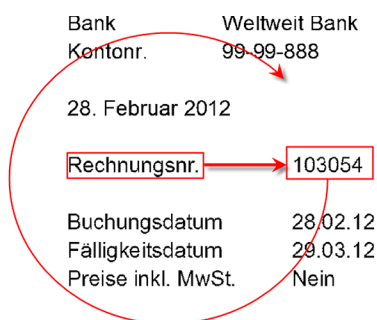 Bank Weltweit Bank
Kontonr. 99-99-888
28. Februar 2012
Rechnungsnr. 103054
Buchungsdatum 28.02.12
Fälligkeitsdatum 29.03.12
Preise inkl. MwSt. Nein